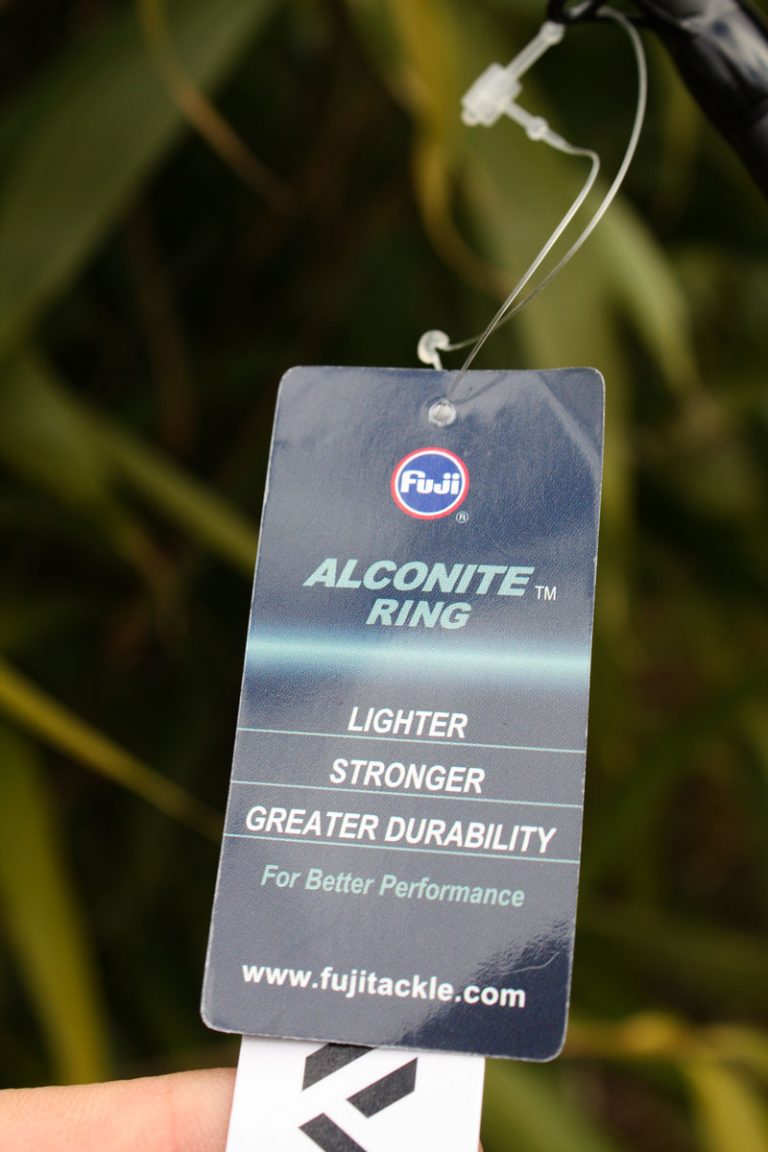 Fuji
®
ALCONITE™
RING
LIGHTER
STRONGER
GREATER DURABILITY
For Better Performance
www.fujitackle.com